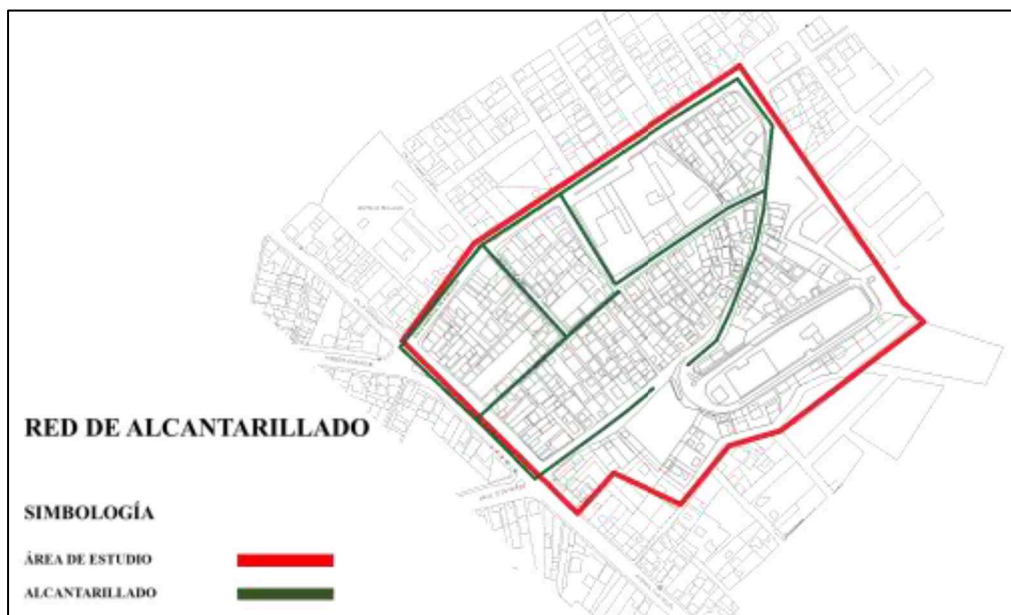 RED DE ALCANTARILLADO
SIMBOLOGÍA
ÁREA DE ESTUDIO
ALCANTARILLADO